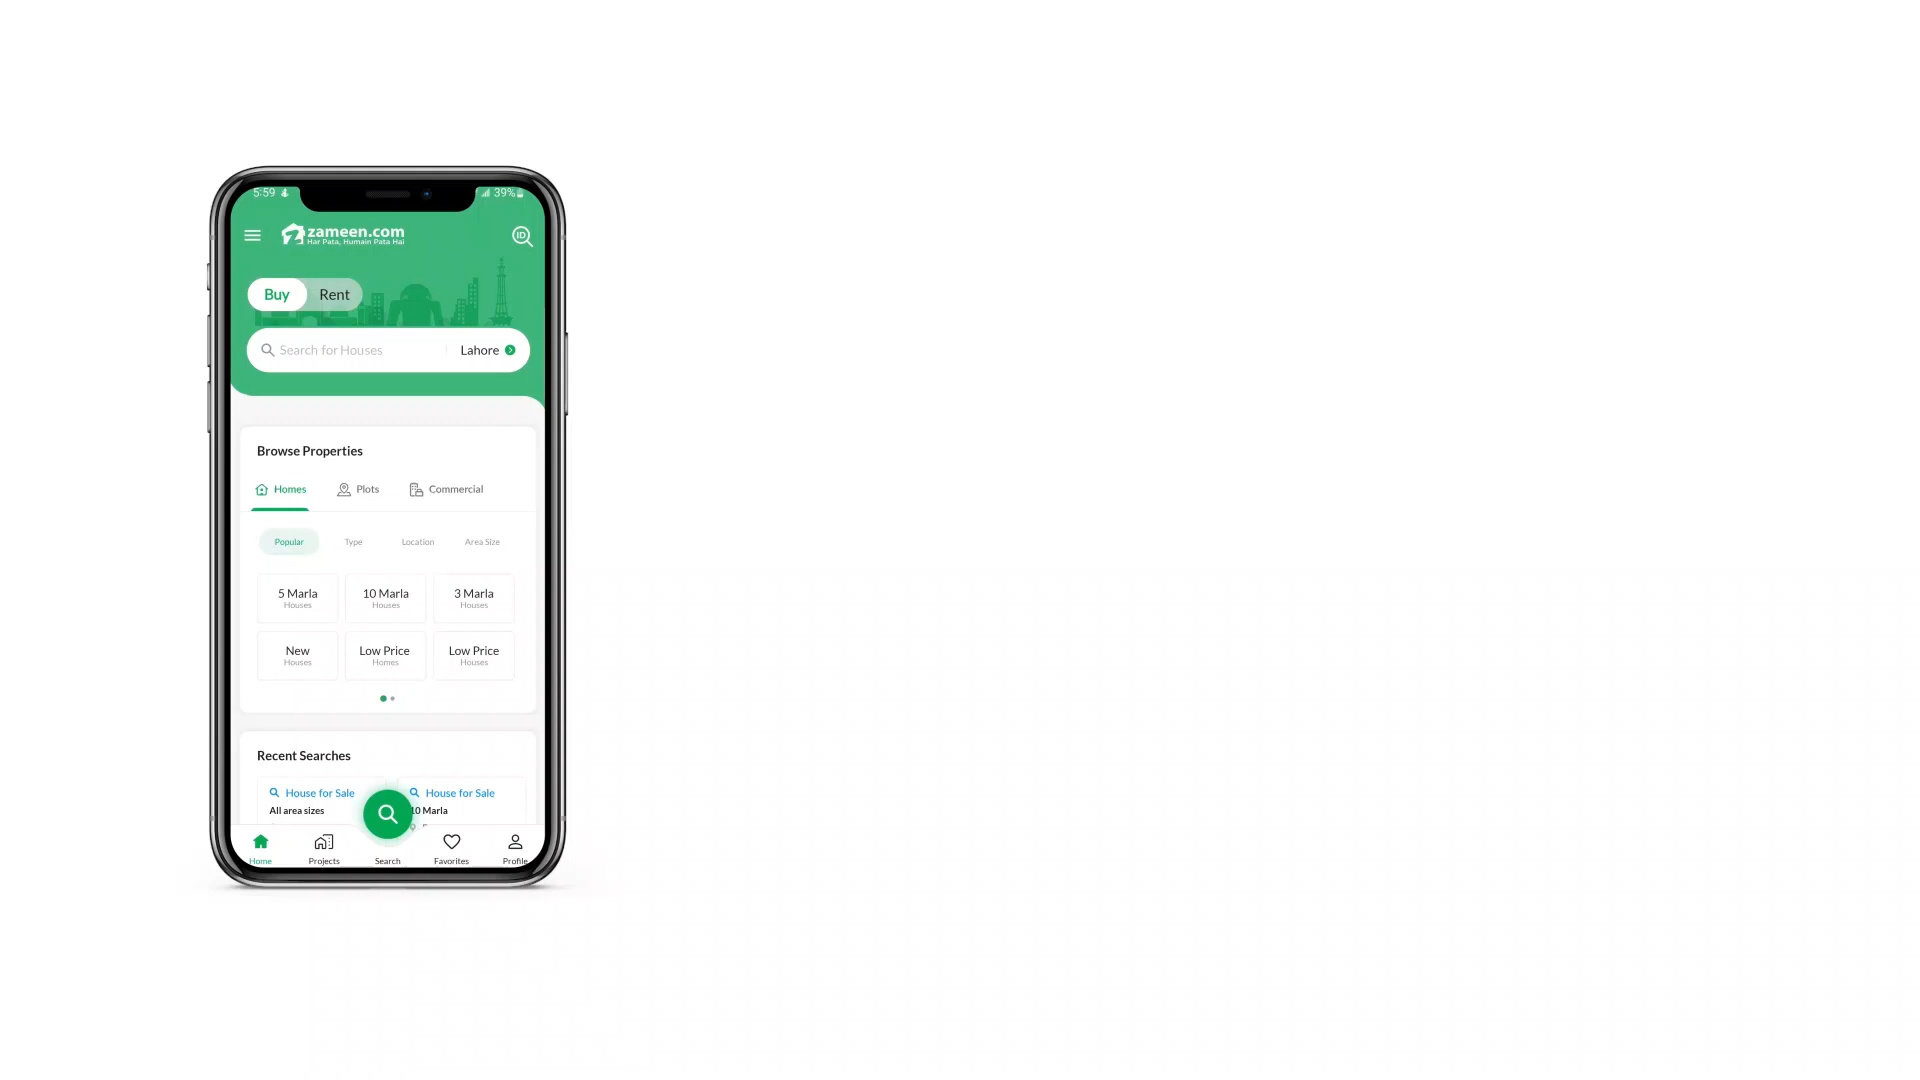 5:59 39%
zameen.com
Har Pata, Humain Pata Hai
ID
Buy Rent
Search for Houses Lahore
Browse Properties
Homes Plots Commercial
Popular Type Location Area Size
5 Marla 10 Marla 3 Marla
Houses Houses Houses
New Low Price Low Price
Houses Homes Houses
Recent Searches
House for Sale House for Sale
All area sizes 10 Marla
Home Projects Search Favorites Profile